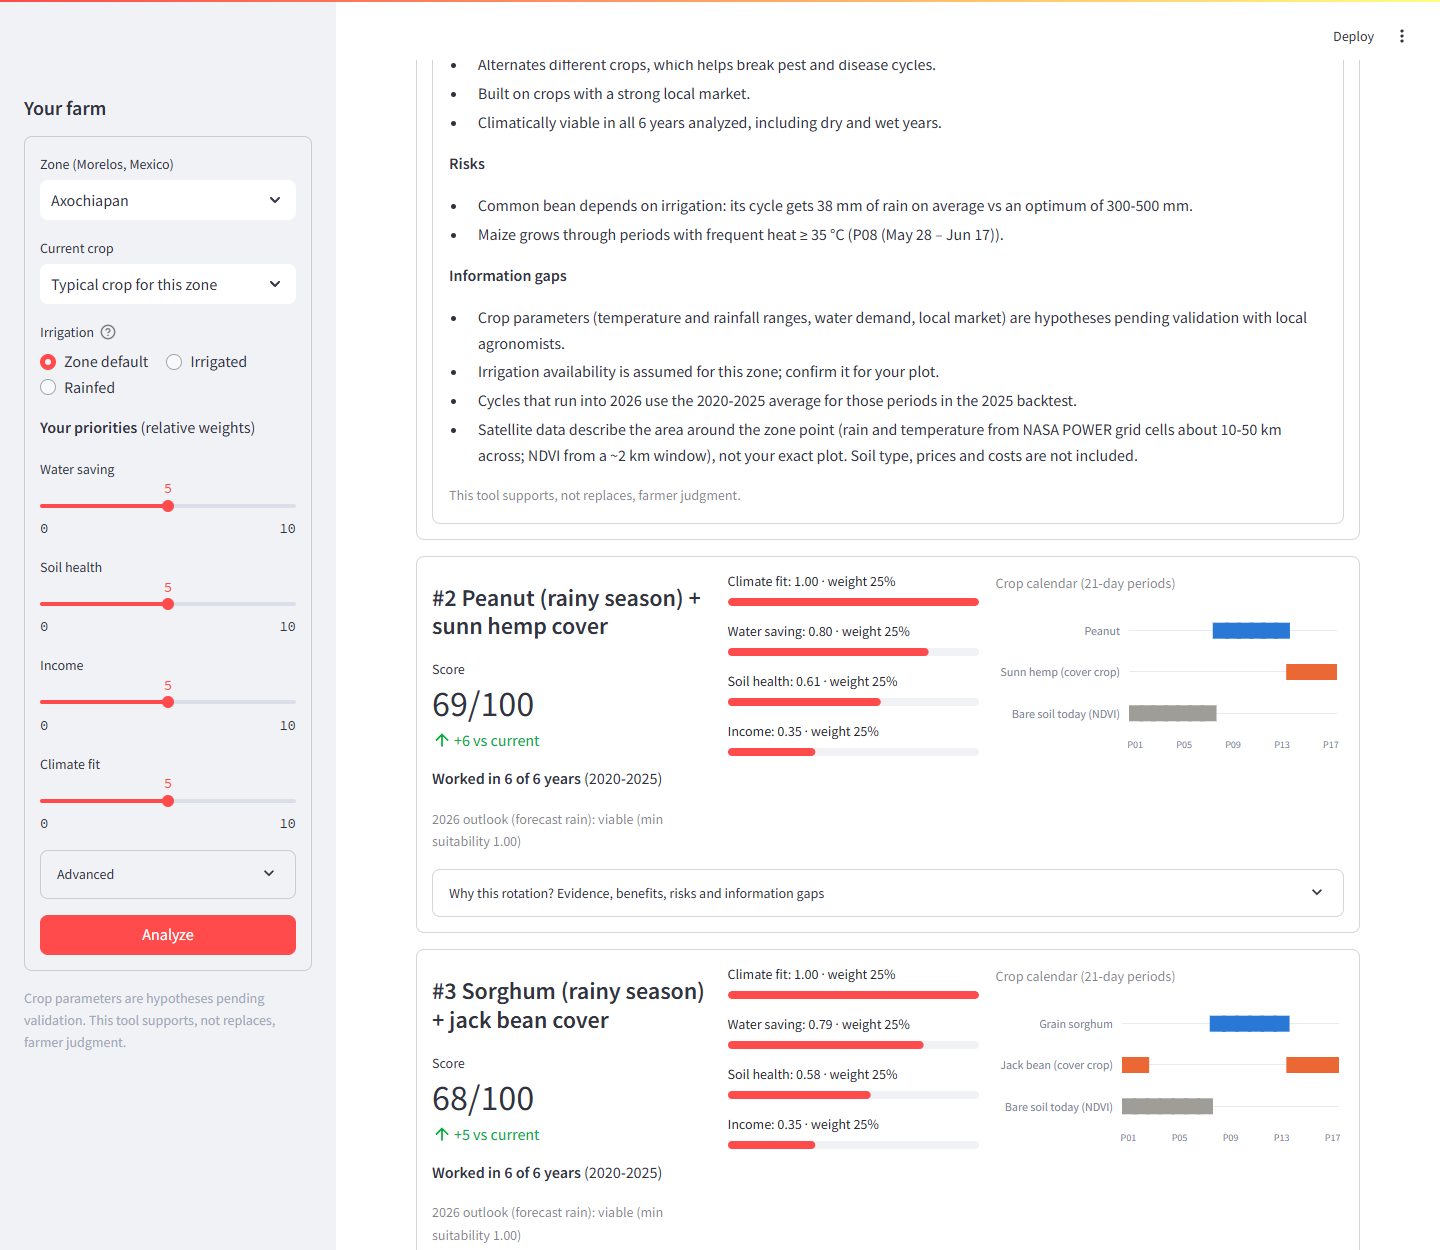 Deploy
Your farm
Zone (Morelos, Mexico)
Axochiapan
Current crop
Typical crop for this zone
Irrigation
Zone default
Irrigated
Rainfed
Your priorities (relative weights)
Water saving
5
0
10
Soil health
5
0
10
Income
5
0
10
Climate fit
5
0
10
Advanced
Analyze
Crop parameters are hypotheses pending
validation. This tool supports, not replaces,
farmer judgment.
Alternates different crops, which helps break pest and disease cycles.
Built on crops with a strong local market.
Climatically viable in all 6 years analyzed, including dry and wet years.
Risks
Common bean depends on irrigation: its cycle gets 38 mm of rain on average vs an optimum of 300-500 mm.
Maize grows through periods with frequent heat ≥ 35 °C (P08 (May 28 – Jun 17)).
Information gaps
Crop parameters (temperature and rainfall ranges, water demand, local market) are hypotheses pending validation with local
agronomists.
Irrigation availability is assumed for this zone; confirm it for your plot.
Cycles that run into 2026 use the 2020-2025 average for those periods in the 2025 backtest.
Satellite data describe the area around the zone point (rain and temperature from NASA POWER grid cells about 10-50 km
across; NDVI from a ~2 km window), not your exact plot. Soil type, prices and costs are not included.
This tool supports, not replaces, farmer judgment.
#2 Peanut (rainy season) +
sunn hemp cover
Score
69/100
+6 vs current
Worked in 6 of 6 years (2020-2025)
2026 outlook (forecast rain): viable (min
suitability 1.00)
Climate fit: 1.00 · weight 25%
Water saving: 0.80 · weight 25%
Soil health: 0.61 · weight 25%
Income: 0.35 · weight 25%
Crop calendar (21-day periods)
Peanut
Sunn hemp (cover crop)
Bare soil today (NDVI)
P01 P05 P09 P13 P17
Why this rotation? Evidence, benefits, risks and information gaps
#3 Sorghum (rainy season)
+ jack bean cover
Score
68/100
+5 vs current
Worked in 6 of 6 years (2020-2025)
2026 outlook (forecast rain): viable (min
suitability 1.00)
Climate fit: 1.00 · weight 25%
Water saving: 0.79 · weight 25%
Soil health: 0.58 · weight 25%
Income: 0.35 · weight 25%
Crop calendar (21-day periods)
Grain sorghum
Jack bean (cover crop)
Bare soil today (NDVI)
P01 P05 P09 P13 P17